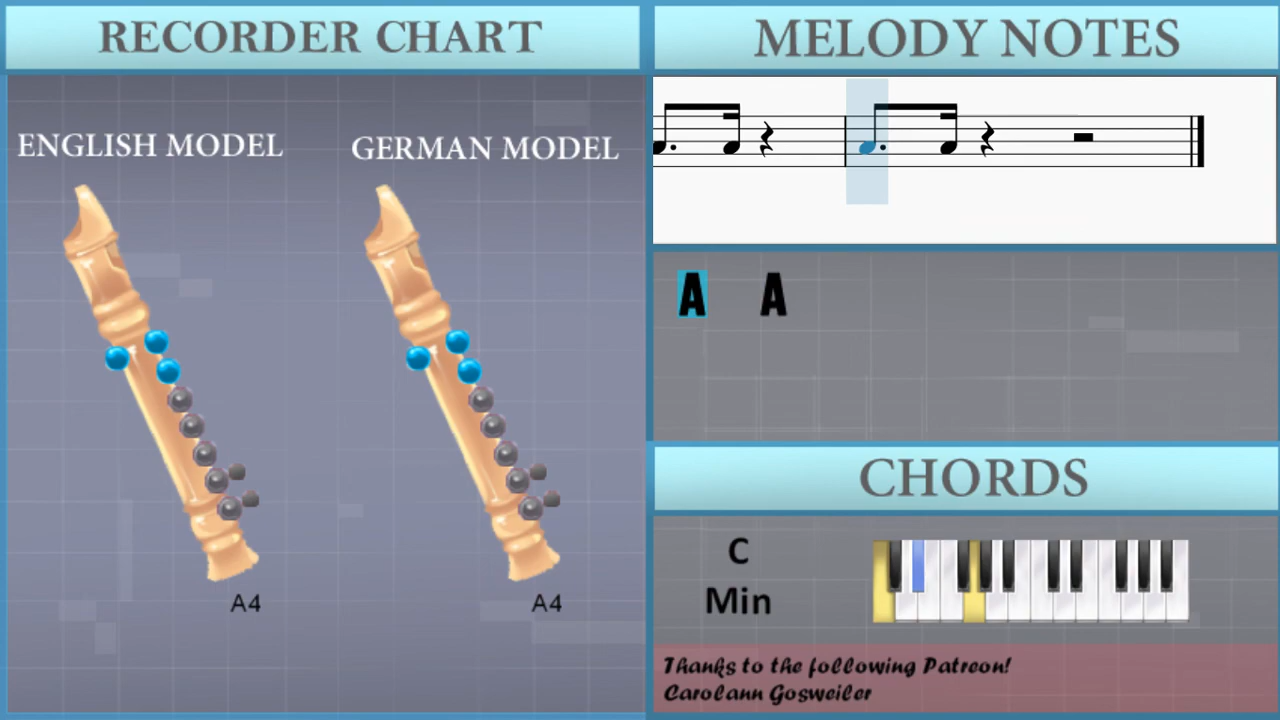 RECORDER CHART
ENGLISH MODEL
GERMAN MODEL
A4
A4
MELODY NOTES
A A
CHORDS
C
Min
Thanks to the following Patreon!
Carolann Gosweiler